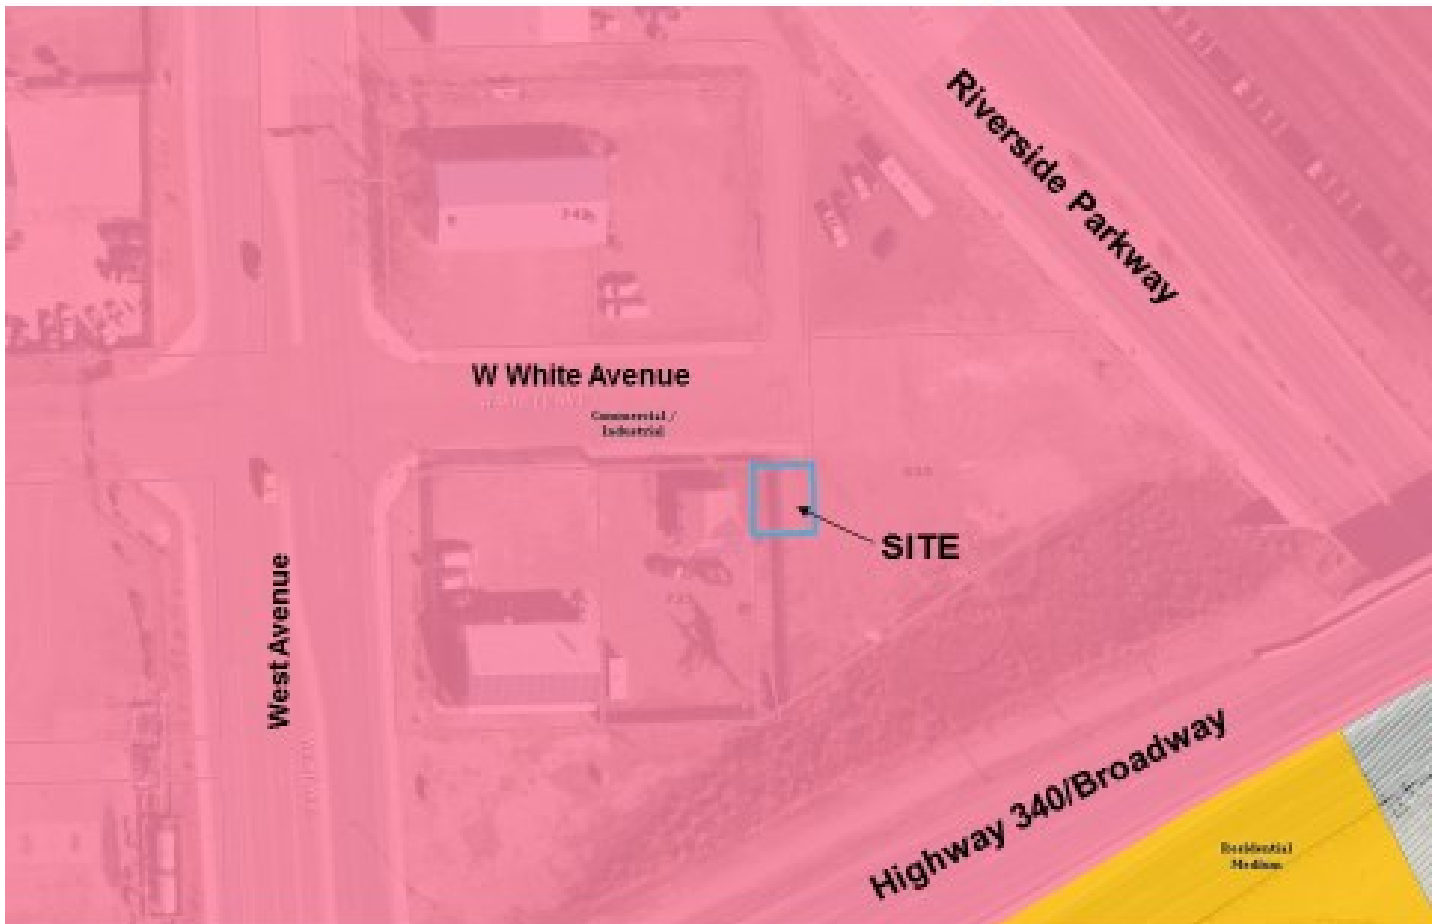 Riverside Parkway
W White Avenue
Commercial /
Industrial
SITE
West Avenue
Highway 340/Broadway
Residential
Medium